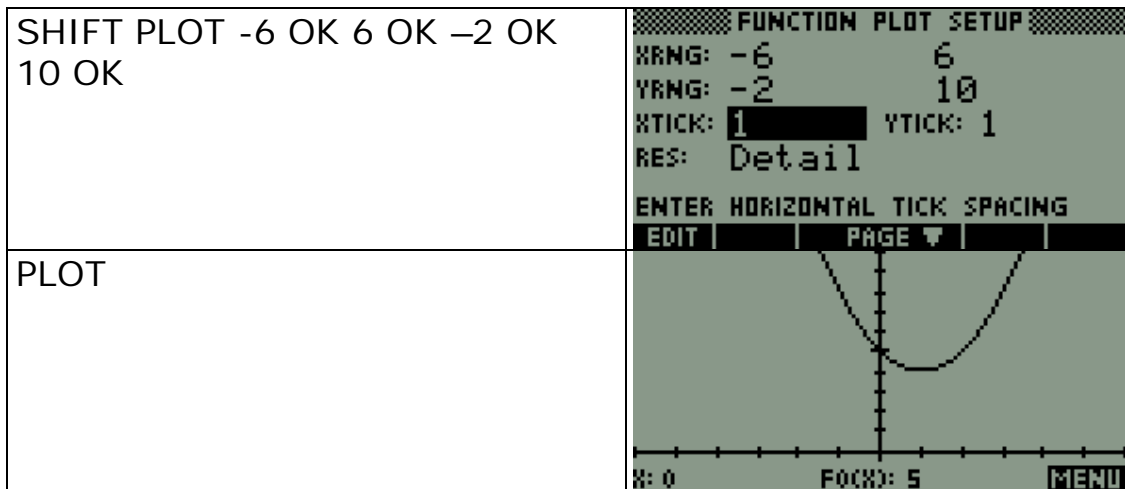 SHIFT PLOT -6 OK 6 OK –2 OK
10 OK
FUNCTION PLOT SETUP
XRNG: -6 6
YRNG: -2 10
XTICK: 1 YTICK: 1
RES: Detail
ENTER HORIZONTAL TICK SPACING
EDIT PAGE ▼
PLOT
X: 0 F0(X): 5 MENU